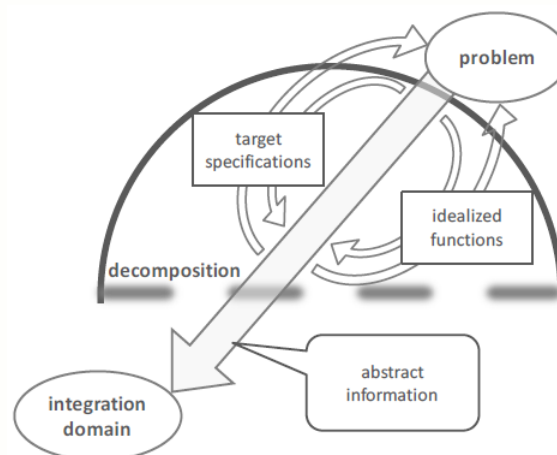 problem
target
specifications
idealized
functions
decomposition
abstract
information
integration
domain